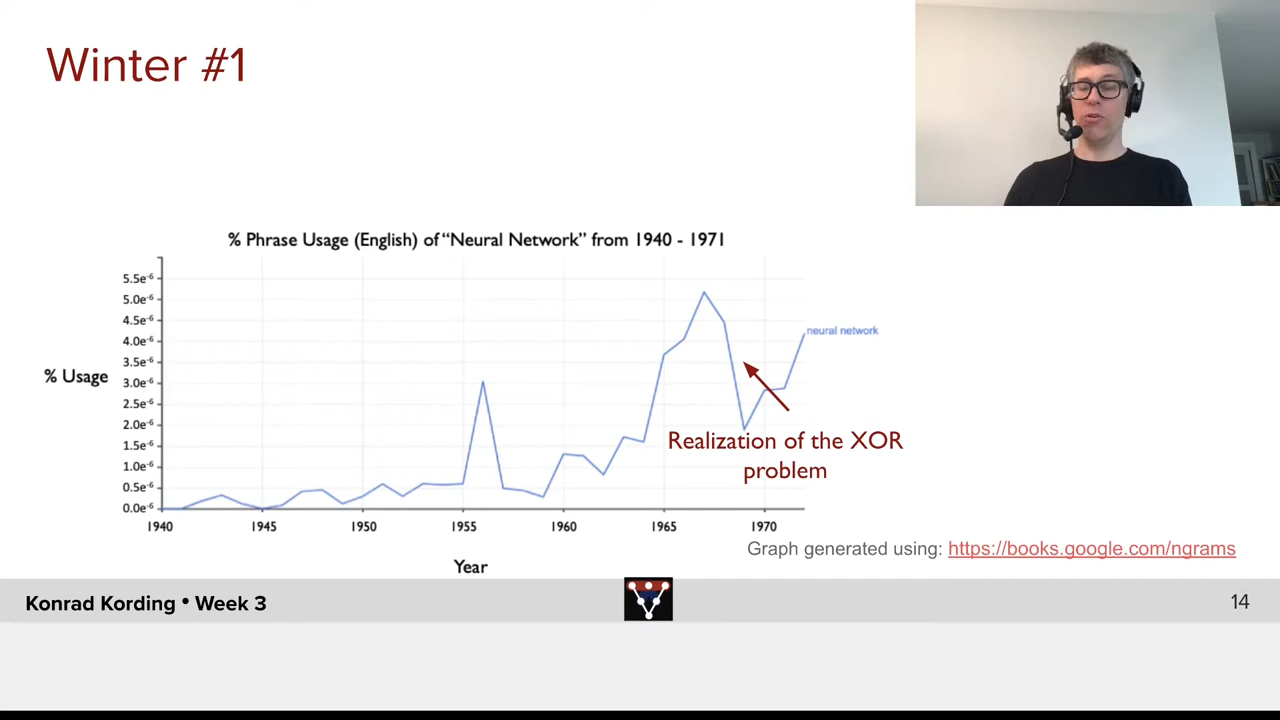 Winter #1
% Phrase Usage (English) of “Neural Network” from 1940 - 1971
5.5e-6
5.0e-6
4.5e-6
4.0e-6
3.5e-6
3.0e-6
2.5e-6
2.0e-6
1.5e-6
1.0e-6
0.5e-6
0.0e-6
% Usage
neural network
Realization of the XOR
problem
1940 1945 1950 1955 1960 1965 1970
Year
Graph generated using: https://books.google.com/ngrams
Konrad Kording • Week 3
14